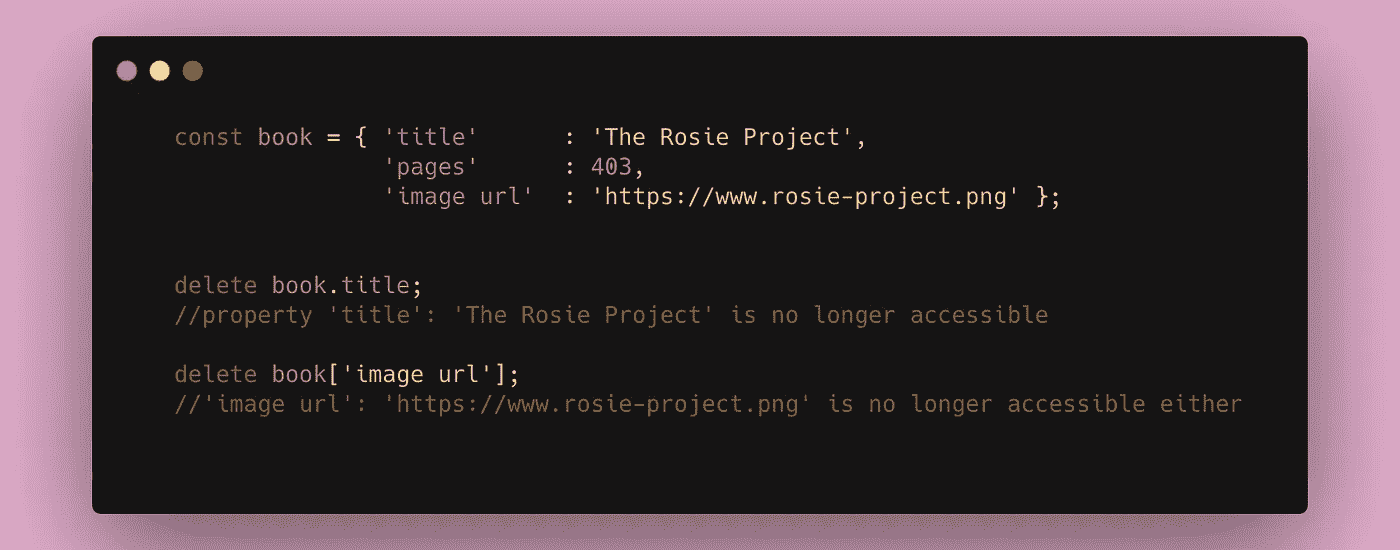 const book = { 'title'      : 'The Rosie Project',
               'pages'      : 403,
               'image url'  : 'https://www.rosie-project.png' };
delete book.title;
//property 'title': 'The Rosie Project' is no longer accessible
delete book['image url'];
//'image url': 'https://www.rosie-project.png' is no longer accessible either